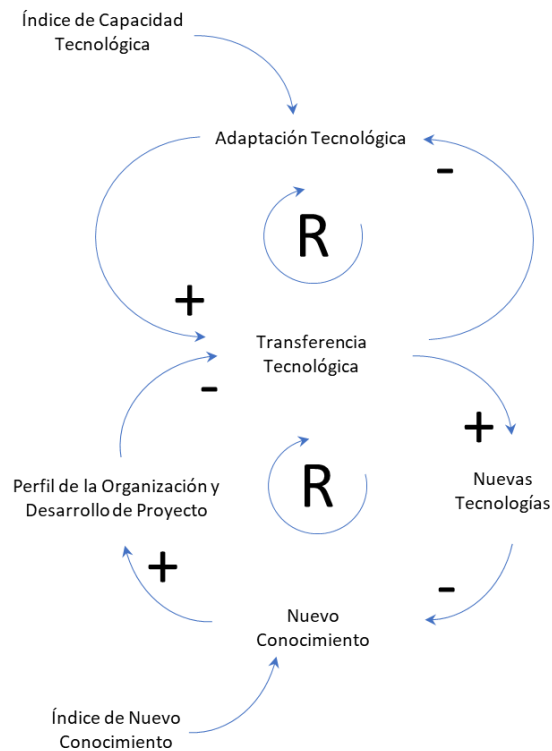 Índice de Capacidad
Tecnológica
Adaptación Tecnológica
-
R
+
Transferencia
Tecnológica
-
+
R
Perfil de la Organización y
Desarrollo de Proyecto
Nuevas
Tecnologías
+
-
Nuevo
Conocimiento
Índice de Nuevo
Conocimiento